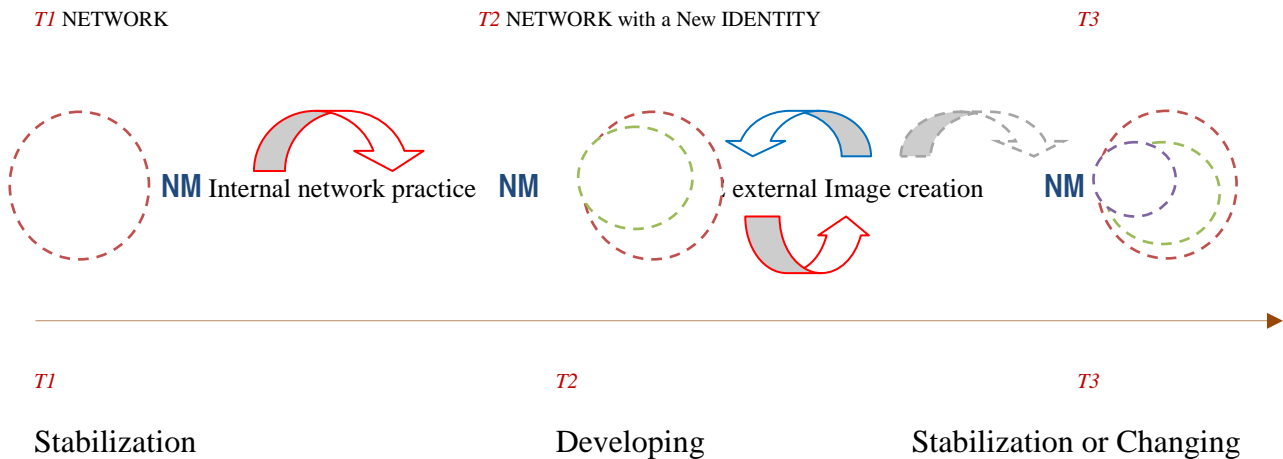 T1 NETWORK T2 NETWORK with a New IDENTITY T3
NM Internal network practice NM external Image creation NM
T1 T2 T3
Stabilization Developing Stabilization or Changing